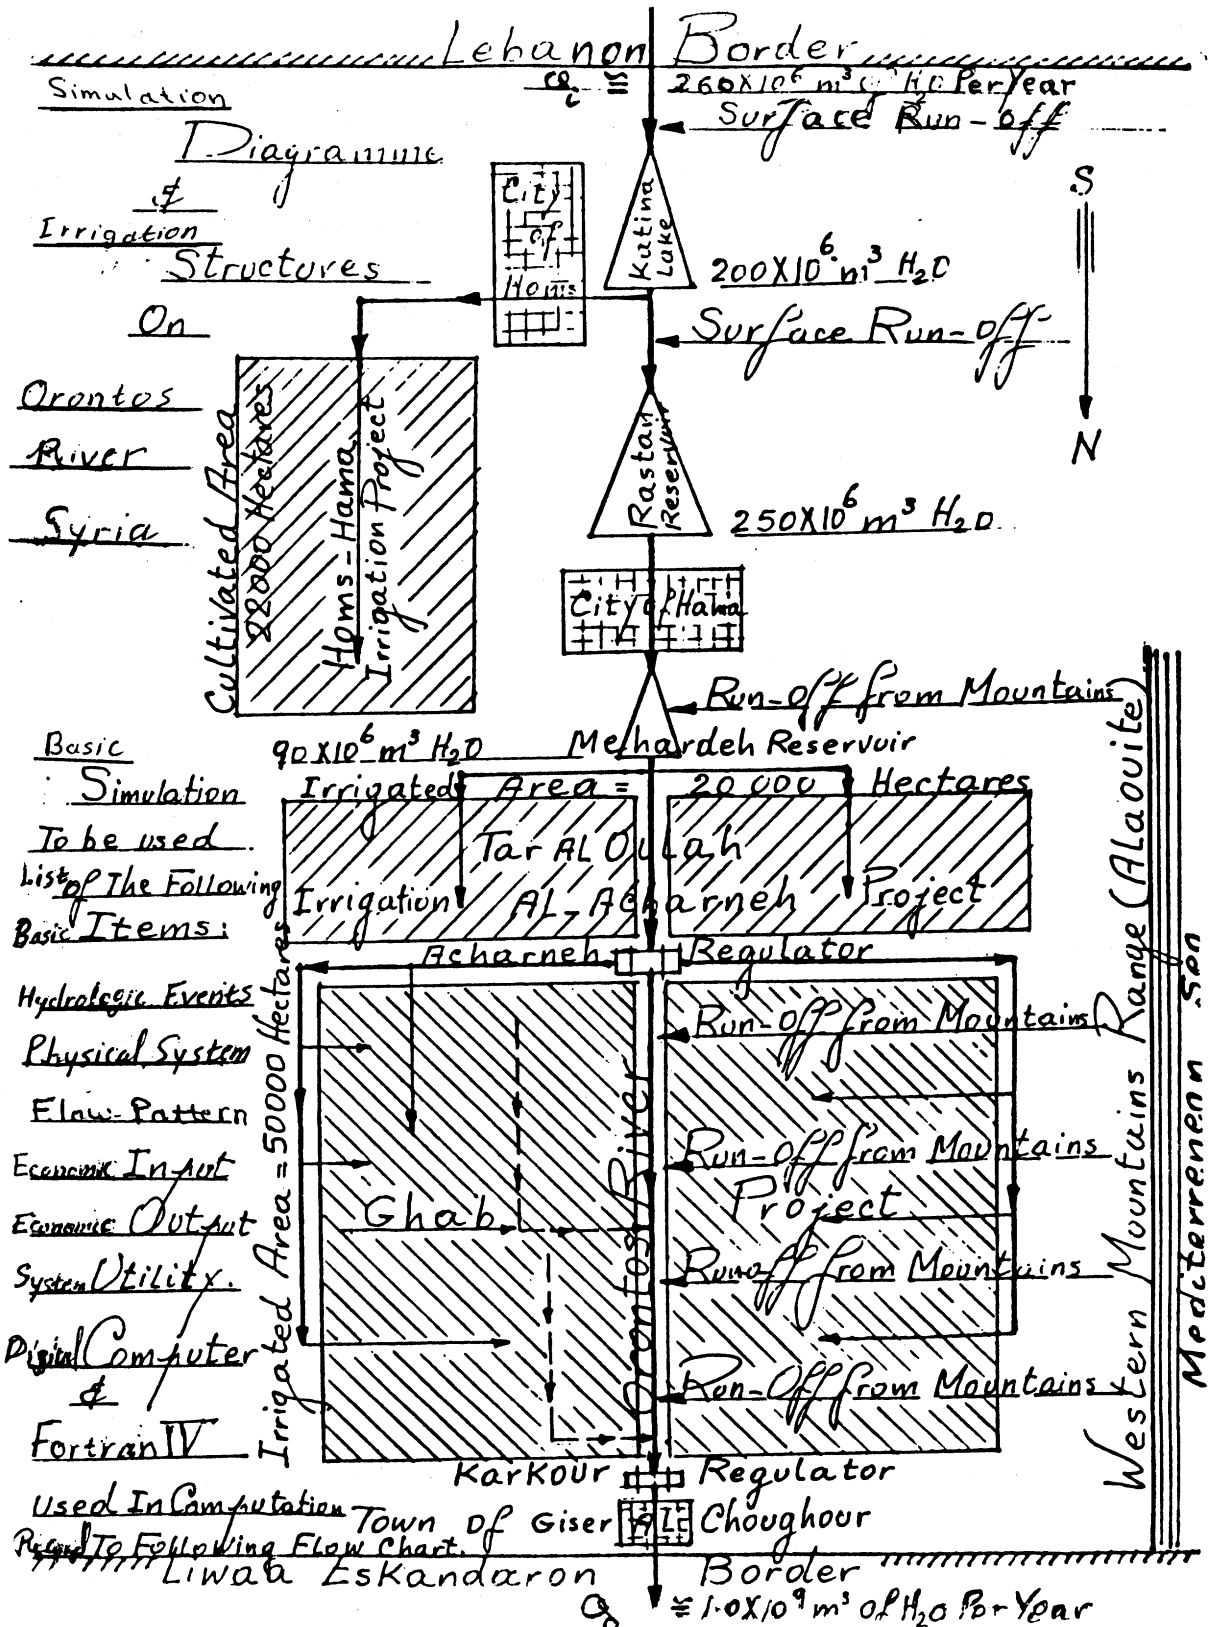 Lebanon Border
Qi ≅ 260X10⁶ m³ of H₂O Per Year
Surface Run-off
Simulation
Diagramme
&
Irrigation
Structures
On
Orontos
River
Syria
City
of
Homs
Kutina
Lake
200X10⁶ m³ H₂O
S
N
Surface Run-off
Cultivated Area
22000 Hectares
Homs-Hama
Irrigation Project
Rastan
Reservoir
250X10⁶ m³ H₂O
City of Hama
Run-off from Mountains
90X10⁶ m³ H₂O
Mehardeh Reservoir
Irrigated Area = 20000 Hectares
Tar AL Oulah
Irrigation AL-Acharneh Project
Acharneh Regulator
Basic
Simulation
To be used
List of The Following
Basic Items:
Hydrologic Events
Physical System
Flow-Pattern
Economic Input
Economic Output
System Utility.
Digital Computer
&
Fortran IV
used In Computation
To Following Flow Chart.
Irrigated Area = 50000 Hectares
Run-off from Mountains
Run-off from Mountains
Ghab Project
Orontos River
Run-off from Mountains
Run-Off from Mountains
Western Mountains Range (Alaouite)
Mediterrenenn Sen
KarKour Regulator
Town Of Giser AL Choughour
Liwaa EsKandaron Border
Qo ≅ 1.0X10⁹ m³ of H₂O Per Year